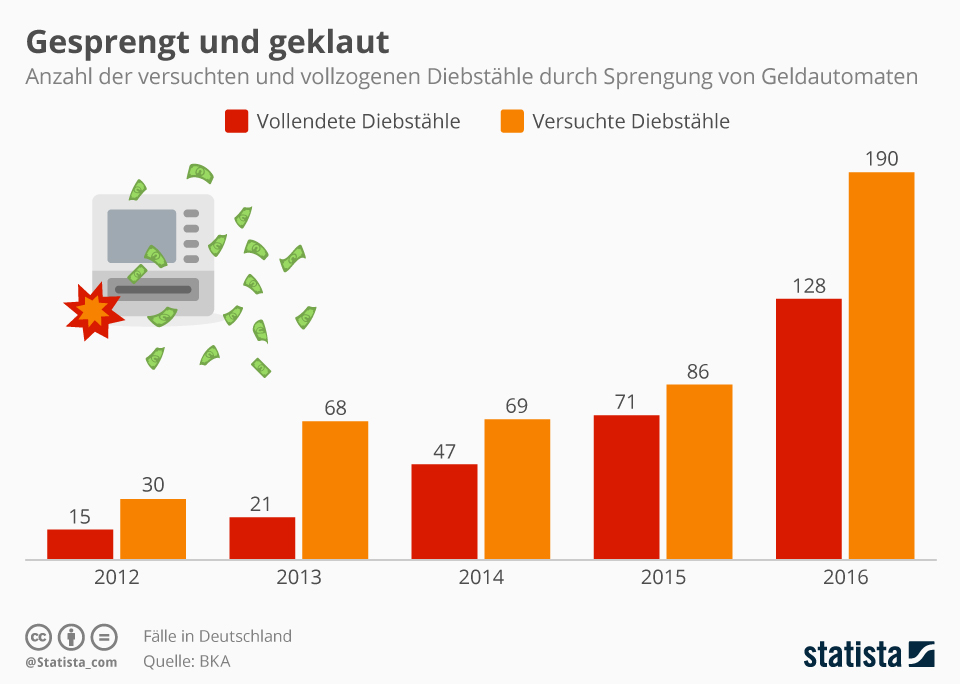 Gesprengt und geklaut
Anzahl der versuchten und vollzogenen Diebstähle durch Sprengung von Geldautomaten
Vollendete Diebstähle Versuchte Diebstähle
15 30 21 68 47 69 71 86 128 190
2012 2013 2014 2015 2016
cc
@Statista_com
Fälle in Deutschland
Quelle: BKA
statista